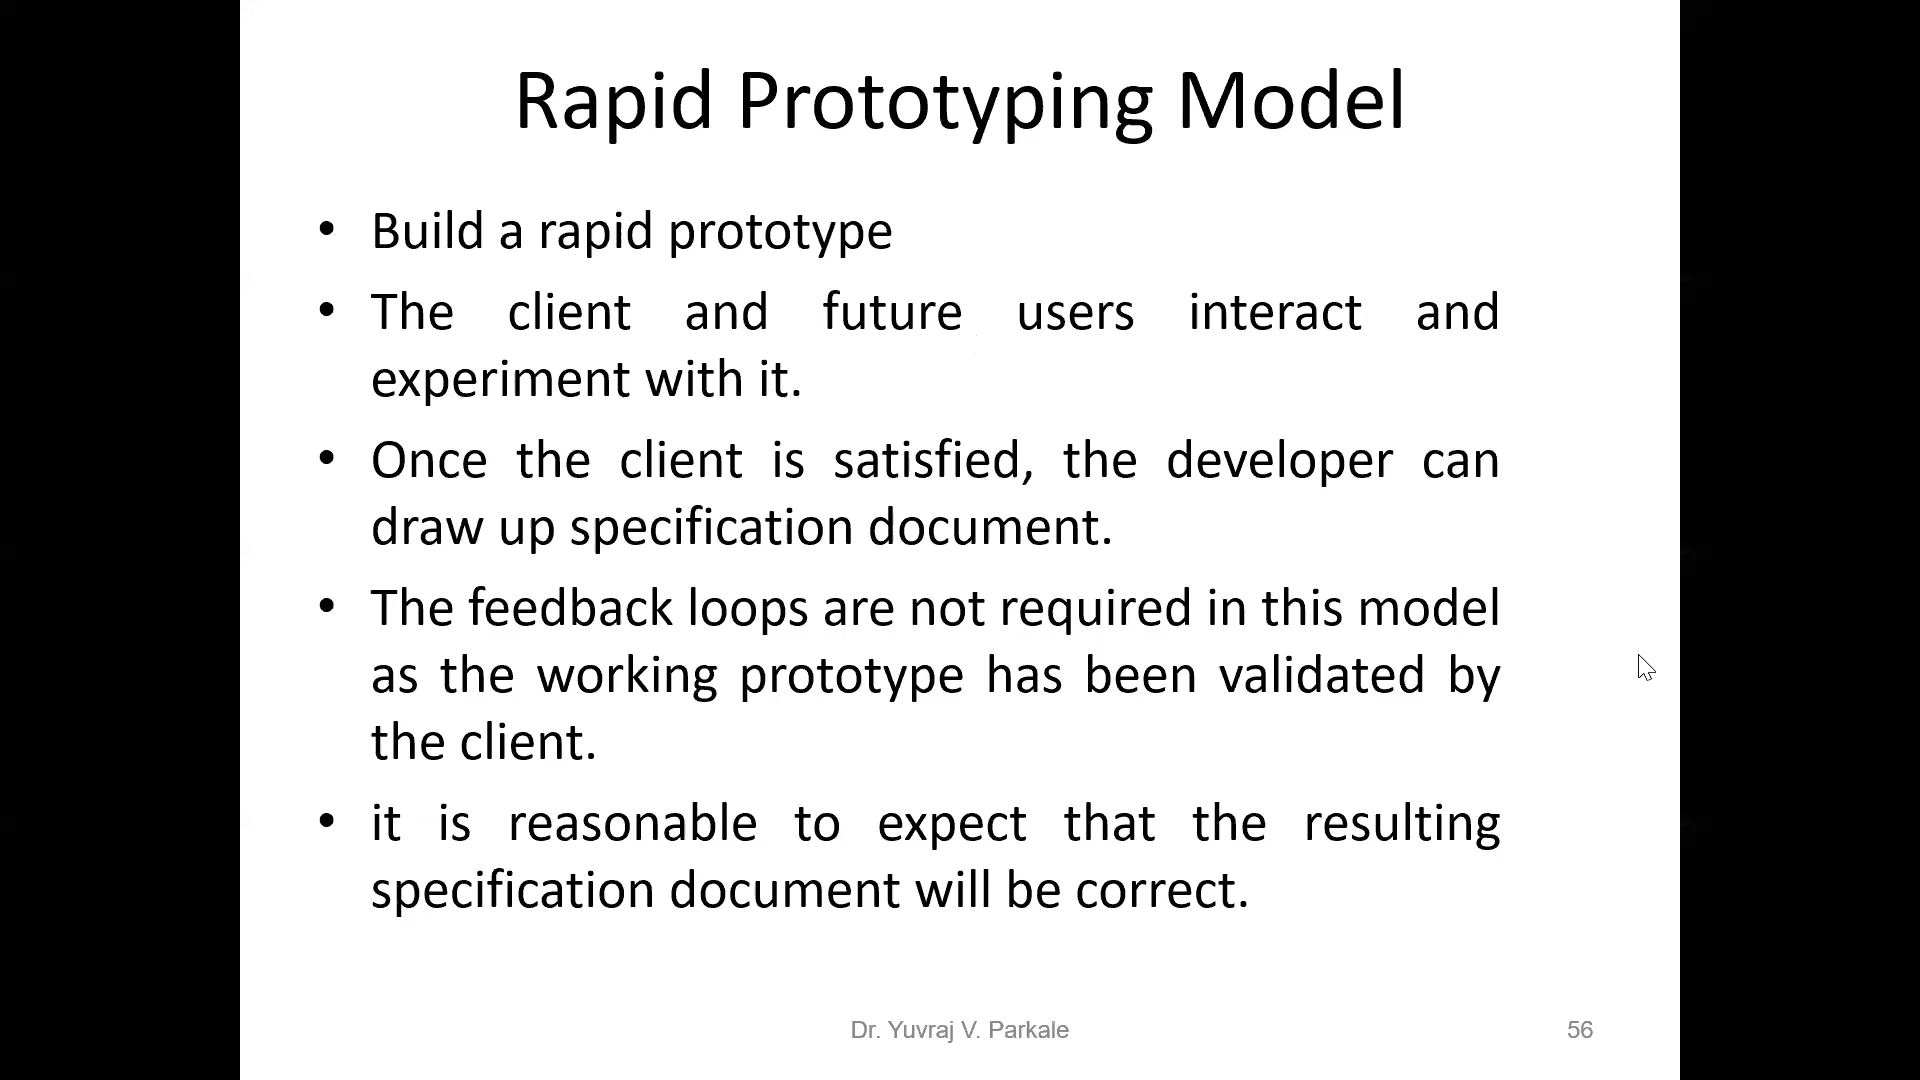 Rapid Prototyping Model
• Build a rapid prototype
• The client and future users interact and
experiment with it.
• Once the client is satisfied, the developer can
draw up specification document.
• The feedback loops are not required in this model
as the working prototype has been validated by
the client.
• it is reasonable to expect that the resulting
specification document will be correct.
Dr. Yuvraj V. Parkale
56